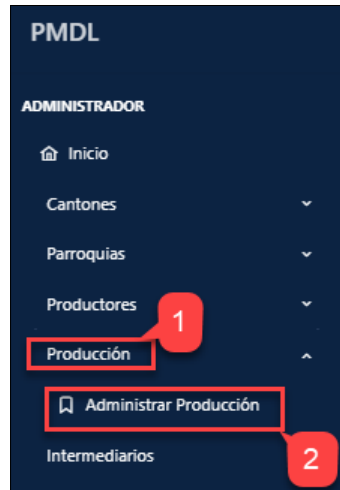 PMDL
ADMINISTRADOR
Inicio
Cantones
Parroquias
Productores
1
Producción
Administrar Producción
Intermediarios
2